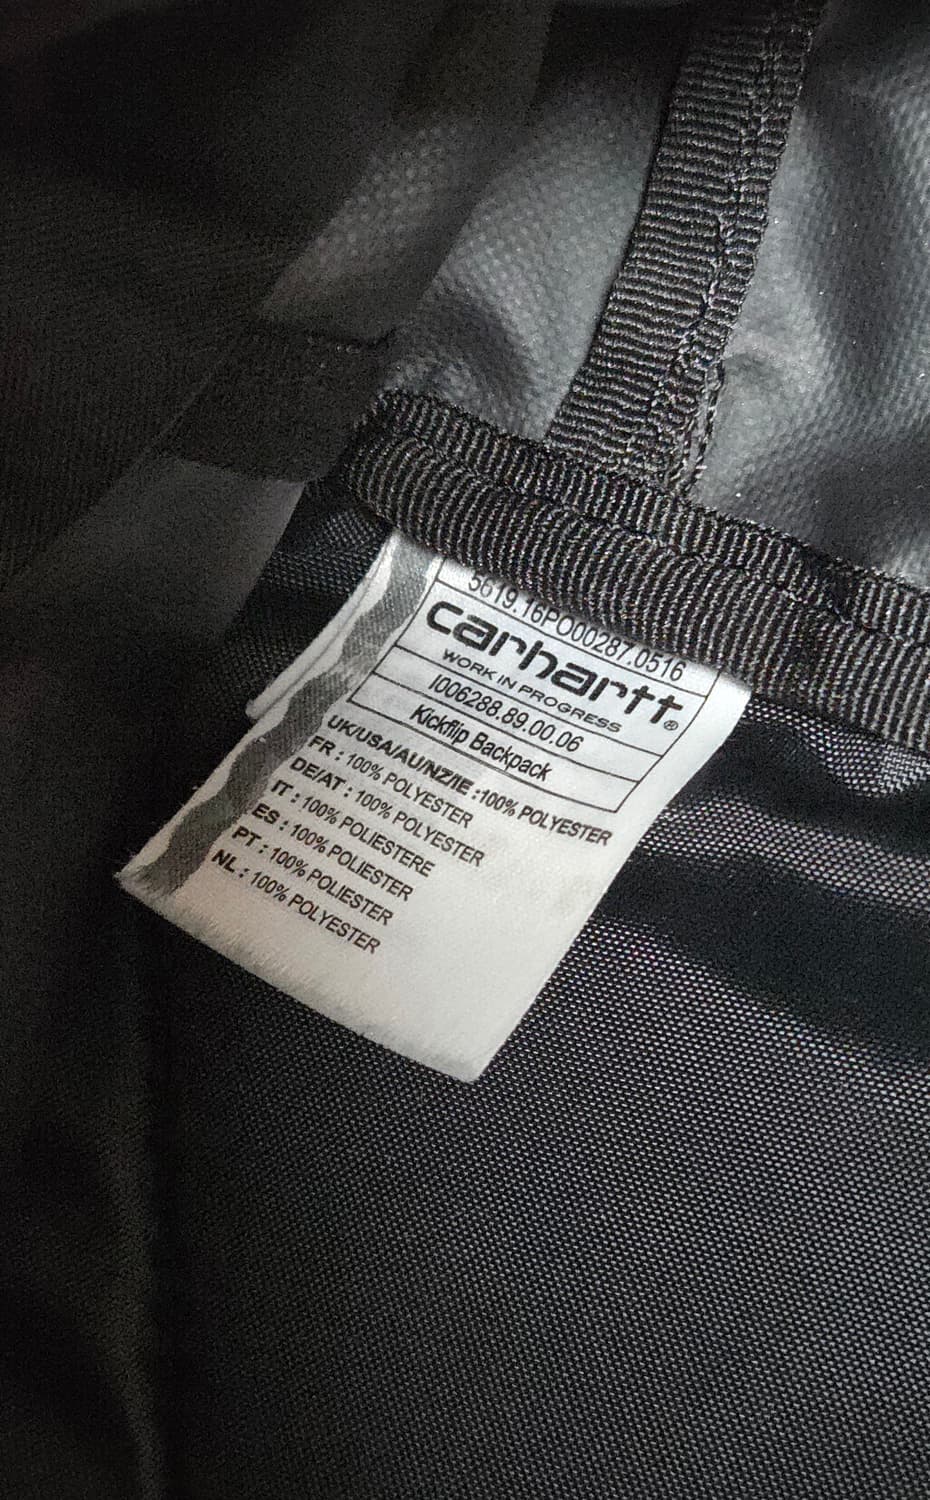 5619.16PO00287.0516
carhartt®
WORK IN PROGRESS
I006288.89.00.06
Kickflip Backpack
UK/USA/AU/NZ/IE :100% POLYESTER
FR : 100% POLYESTER
DE/AT : 100% POLYESTER
IT : 100% POLIESTERE
ES : 100% POLIESTER
PT : 100% POLIESTER
NL : 100% POLYESTER